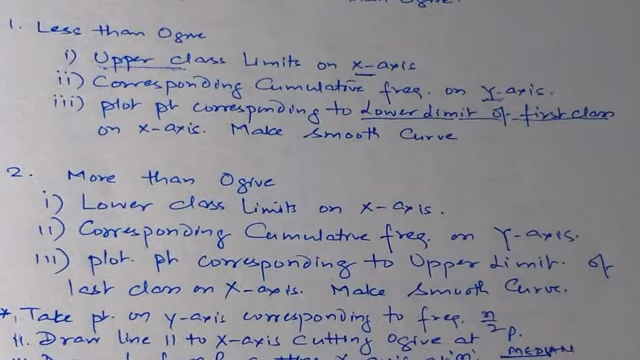 than Ogive.
1. Less than Ogive
i) Upper class Limits on x-axis
ii) Corresponding Cumulative freq. on Y-axis.
iii) plot pt corresponding to Lower Limit of first class
on x-axis. Make Smooth Curve
2. More than Ogive
i) Lower class Limits on x-axis.
ii) Corresponding Cumulative freq. on Y-axis.
iii) plot. pt corresponding to Upper Limit. of
last class on X-axis. Make Smooth Curve.
*, Take pt. on y-axis corresponding to freq. n/2
ii. Draw line || to x-axis cutting ogive at P.
MEDIAN